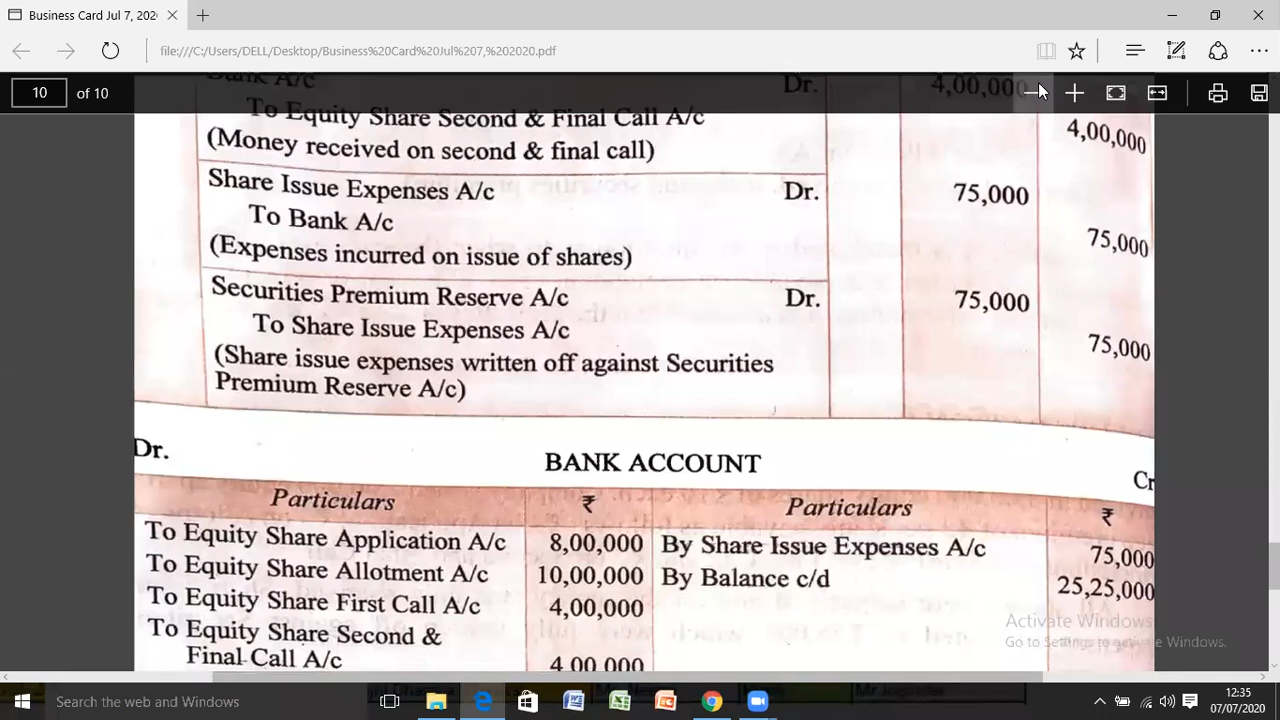 Business Card Jul 7, 202
file:///C:/Users/DELL/Desktop/Business%20Card%20Jul%207,%202020.pdf
10 of 10
Bank A/c Dr. 4,00,000
To Equity Share Second & Final Call A/c 4,00,000
(Money received on second & final call)
Share Issue Expenses A/c Dr. 75,000
To Bank A/c 75,000
(Expenses incurred on issue of shares)
Securities Premium Reserve A/c Dr. 75,000
To Share Issue Expenses A/c 75,000
(Share issue expenses written off against Securities
Premium Reserve A/c)
Dr. BANK ACCOUNT Cr
Particulars ₹ Particulars ₹
To Equity Share Application A/c 8,00,000 By Share Issue Expenses A/c 75,000
To Equity Share Allotment A/c 10,00,000 By Balance c/d 25,25,000
To Equity Share First Call A/c 4,00,000
To Equity Share Second &
Final Call A/c 4,00,000
Activate Windows
Go to Settings to activate Windows.
Search the web and Windows
12:35
07/07/2020